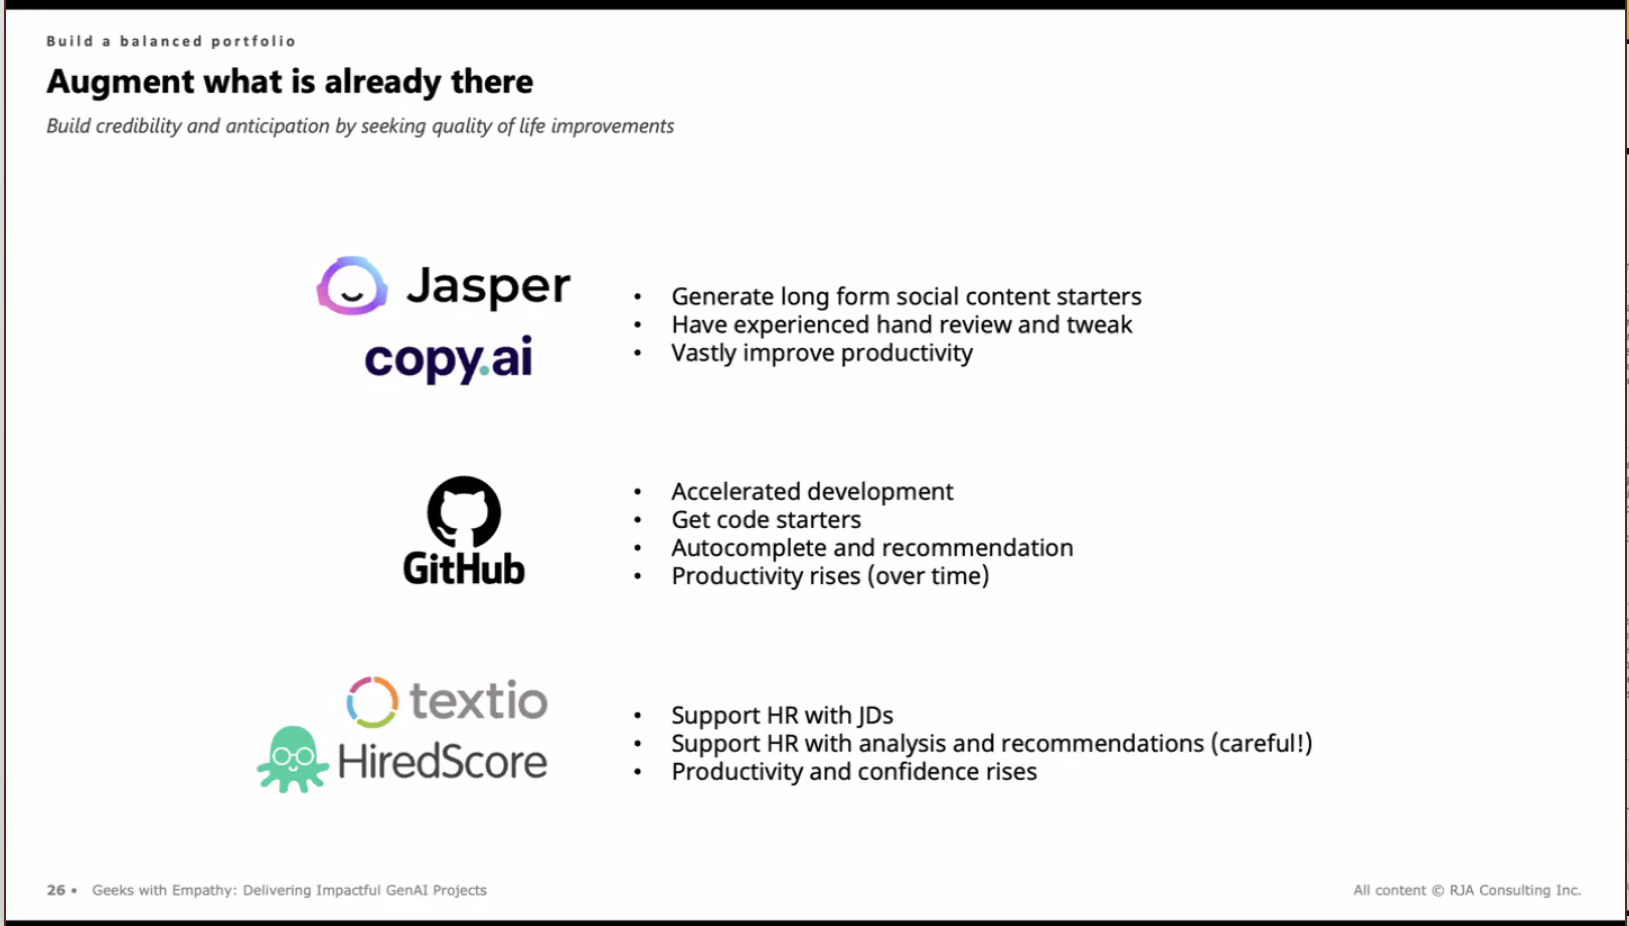 Build a balanced portfolio
Augment what is already there
Build credibility and anticipation by seeking quality of life improvements
Jasper
copy.ai
• Generate long form social content starters
• Have experienced hand review and tweak
• Vastly improve productivity
GitHub
• Accelerated development
• Get code starters
• Autocomplete and recommendation
• Productivity rises (over time)
textio
HiredScore
• Support HR with JDs
• Support HR with analysis and recommendations (careful!)
• Productivity and confidence rises
26 • Geeks with Empathy: Delivering Impactful GenAI Projects
All content © RJA Consulting Inc.